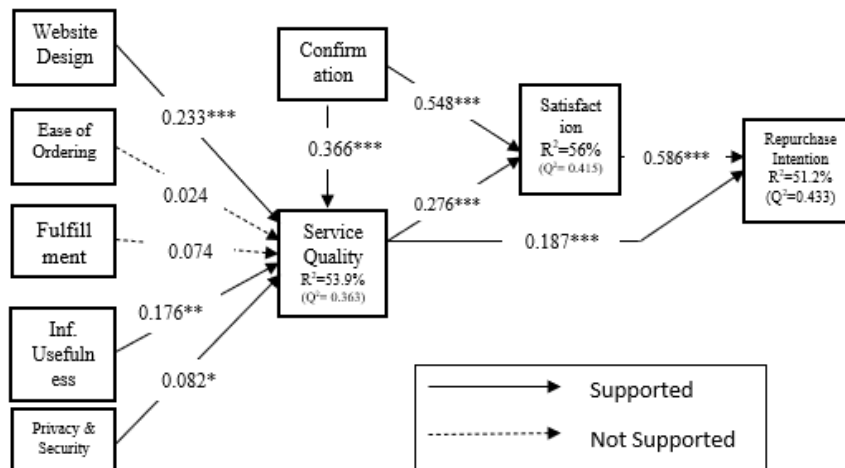 Website
Design
Confirm
ation
0.233***
0.548***
Satisfact
ion
R²=56%
(Q²= 0.415)
Ease of
Ordering
0.366***
0.586***
Repurchase
Intention
R²=51.2%
(Q²=0.433)
0.024
0.276***
Fulfill
ment
0.074
Service
Quality
R²=53.9%
(Q²= 0.363)
0.187***
0.176**
Inf.
Usefuln
ess
0.082*
Privacy &
Security
Supported
Not Supported